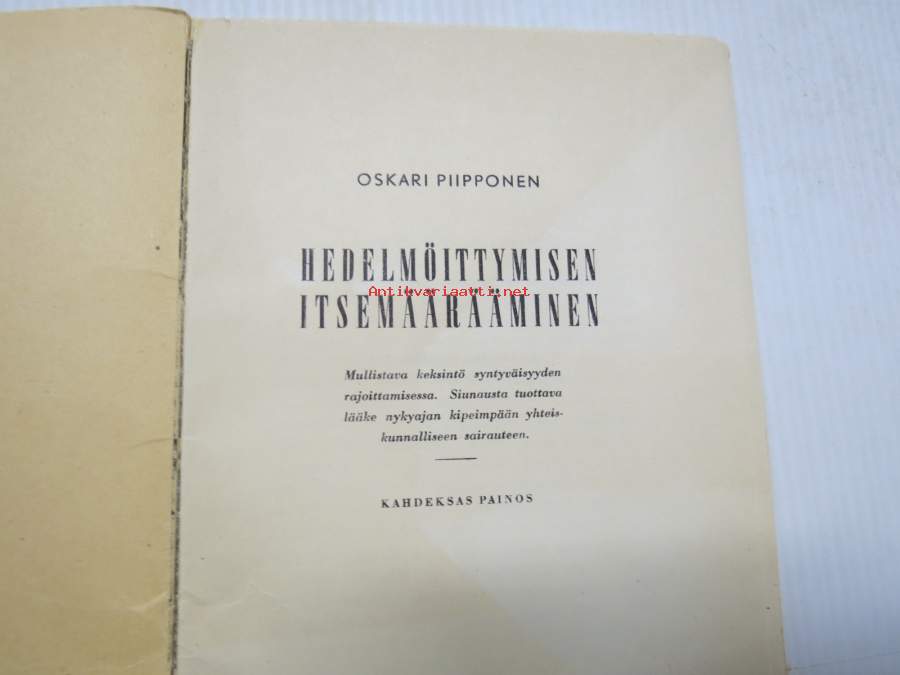 OSKARI PIIPPONEN
HEDELMÖITTYMISEN
Antikvariaatti.net
ITSEMÄÄRÄÄMINEN
Mullistava keksintö syntyväisyyden
rajoittamisessa. Siunausta tuottava
lääke nykyajan kipeimpään yhteis-
kunnalliseen sairauteen.
KAHDEKSAS PAINOS